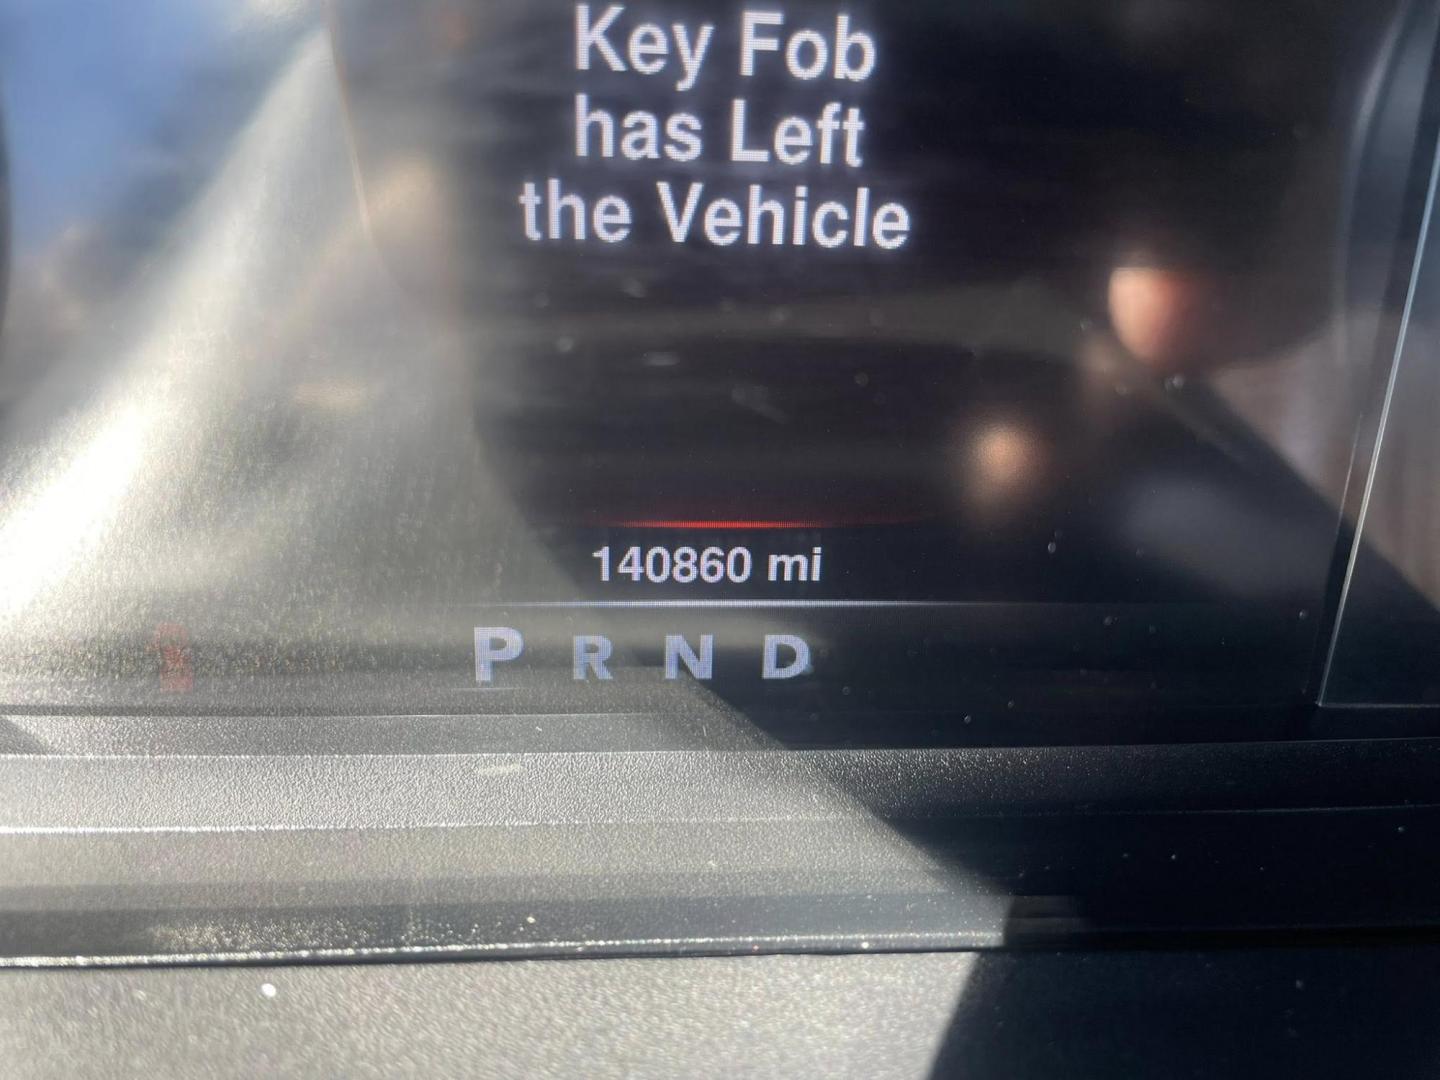 Key Fob
has Left
the Vehicle
140860 mi
P R N D